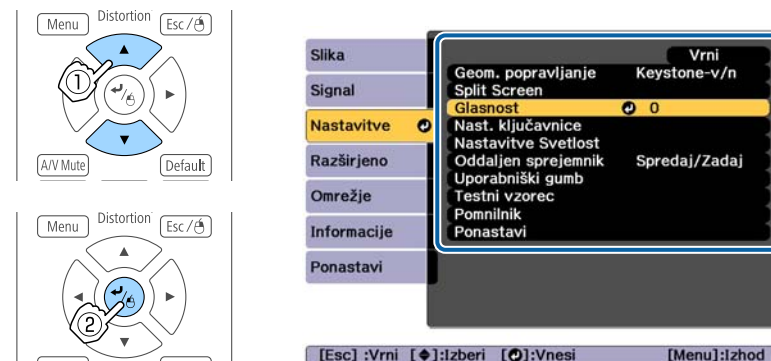 Menu Distortion Esc/
1
A/V Mute Default
Menu Distortion Esc/
2
Slika
Signal
Nastavitve
Razširjeno
Omrežje
Informacije
Ponastavi
Vrni
Geom. popravljanje Keystone-v/n
Split Screen
Glasnost 0
Nast. ključavnice
Nastavitve Svetlost
Oddaljen sprejemnik Spredaj/Zadaj
Uporabniški gumb
Testni vzorec
Pomnilnik
Ponastavi
[Esc] :Vrni [◆]:Izberi [↵]:Vnesi [Menu]:Izhod